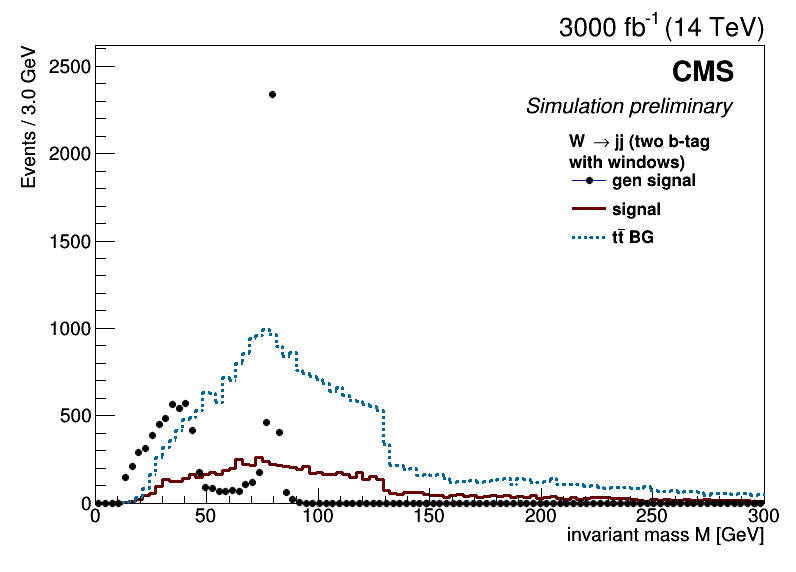 3000 fb⁻¹ (14 TeV)
CMS
Simulation preliminary
W → jj (two b-tag
with windows)
gen signal
signal
tt̄ BG
Events / 3.0 GeV
2500
2000
1500
1000
500
0
0 50 100 150 200 250 300
invariant mass M [GeV]